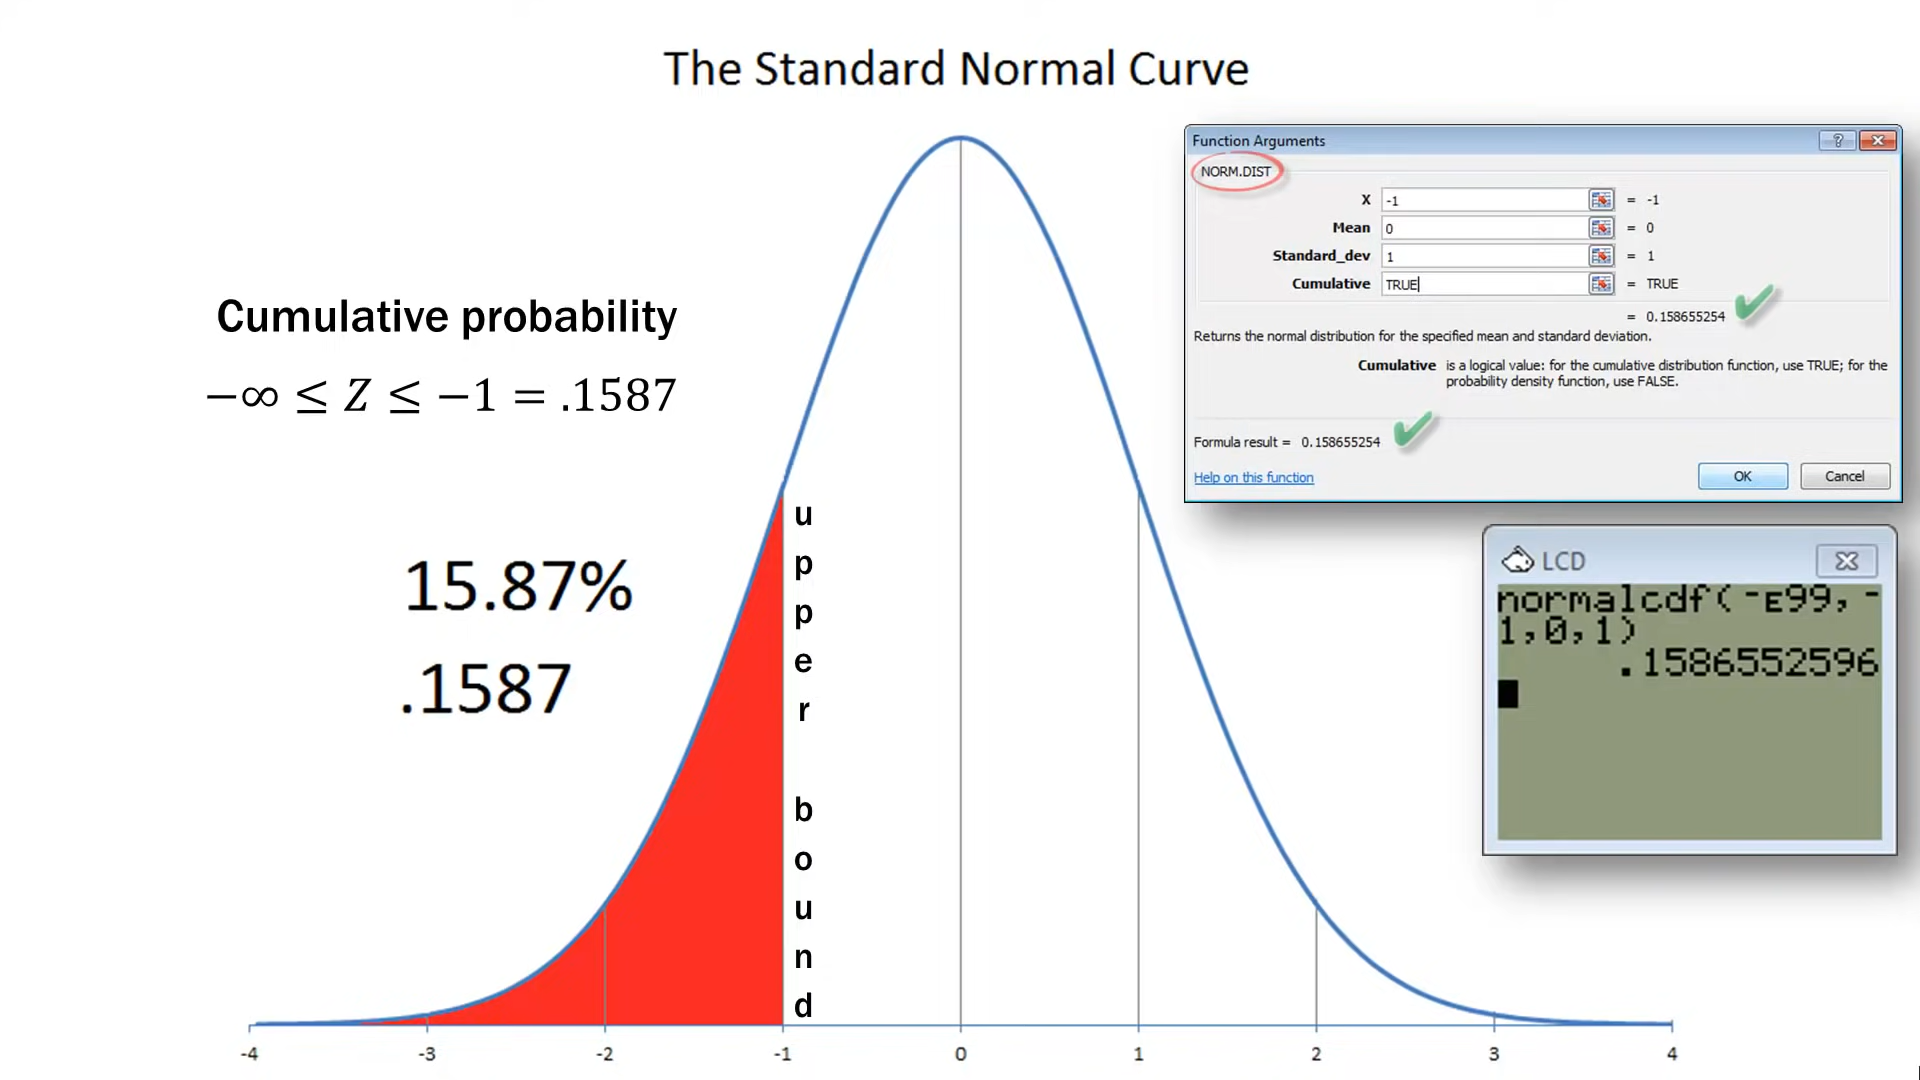 The Standard Normal Curve
Function Arguments
NORM.DIST
X -1 = -1
Mean 0 = 0
Standard_dev 1 = 1
Cumulative TRUE = TRUE
= 0.158655254
Returns the normal distribution for the specified mean and standard deviation.
Cumulative is a logical value: for the cumulative distribution function, use TRUE; for the
probability density function, use FALSE.
Formula result = 0.158655254
Help on this function
OK Cancel
Cumulative probability
−∞ ≤ Z ≤ −1 = .1587
15.87%
.1587
u
p
p
e
r
b
o
u
n
d
LCD
normalcdf(-E99,-
1,0,1)
.1586552596
-4 -3 -2 -1 0 1 2 3 4